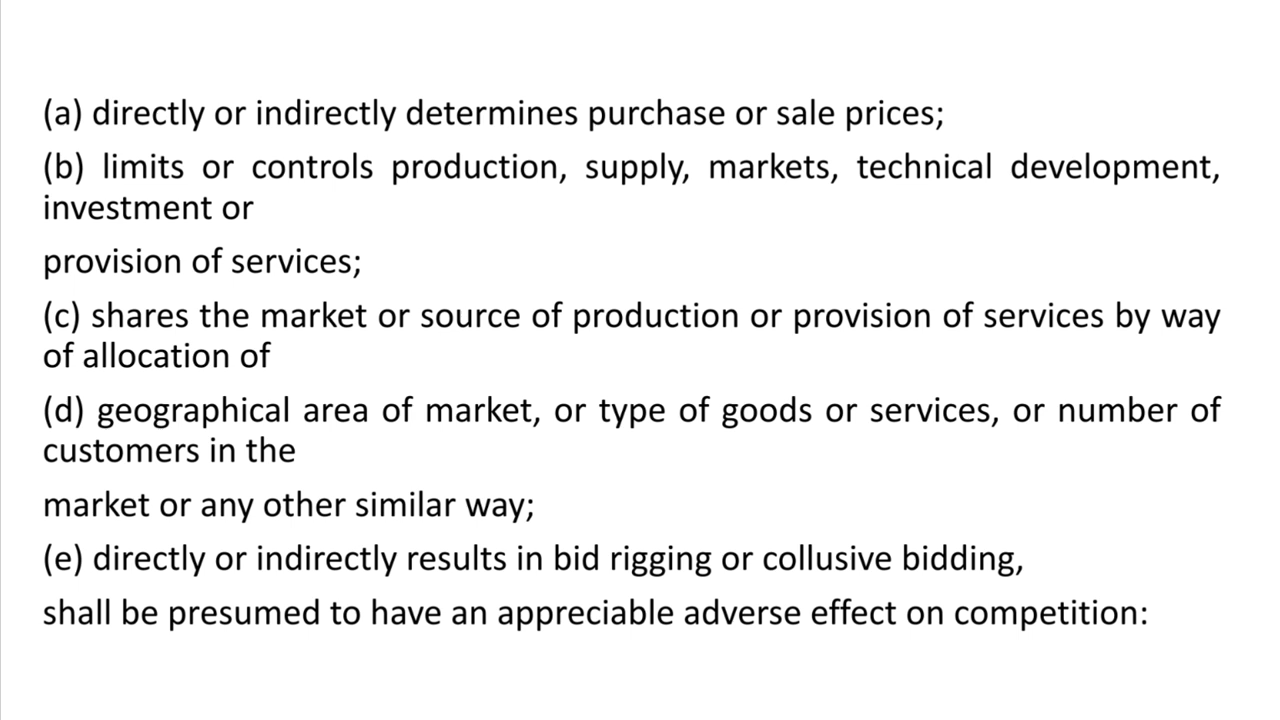 (a) directly or indirectly determines purchase or sale prices;
(b) limits or controls production, supply, markets, technical development,
investment or
provision of services;
(c) shares the market or source of production or provision of services by way
of allocation of
(d) geographical area of market, or type of goods or services, or number of
customers in the
market or any other similar way;
(e) directly or indirectly results in bid rigging or collusive bidding,
shall be presumed to have an appreciable adverse effect on competition: